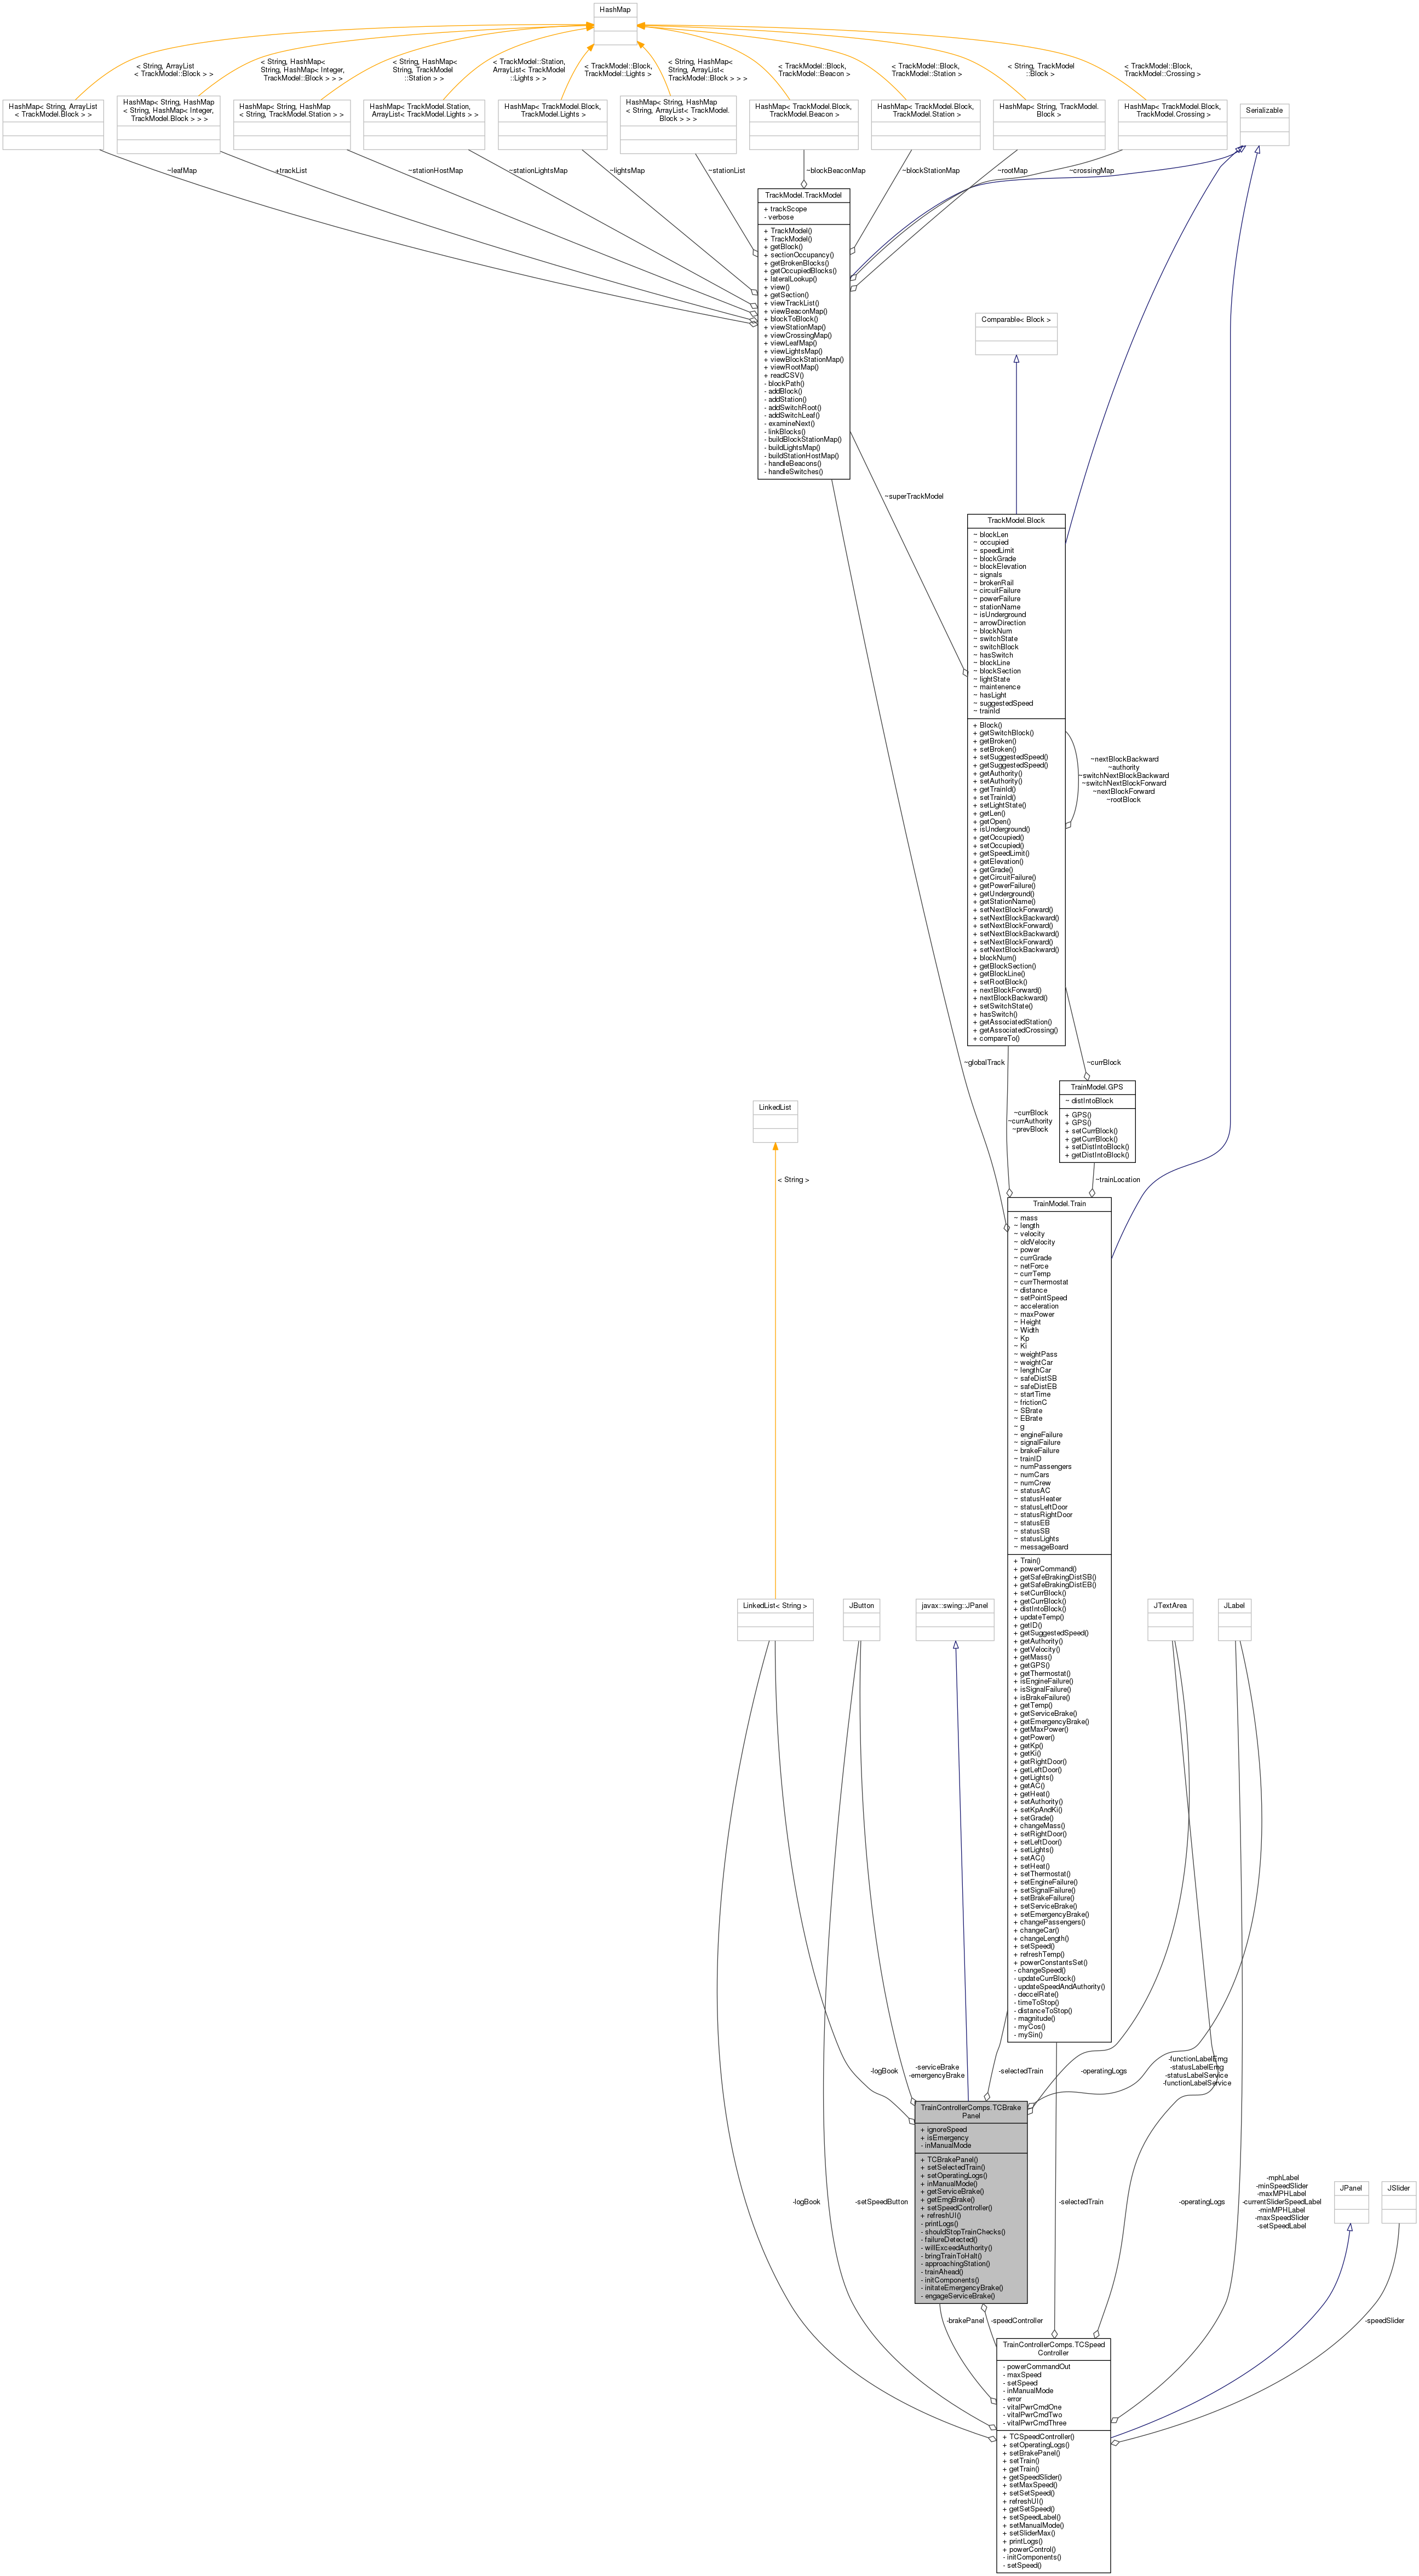 HashMap
< String, ArrayList
< TrackModel::Block > >
< String, HashMap<
String, HashMap< Integer,
TrackModel::Block > > >
< String, HashMap<
String, TrackModel
::Station > >
< TrackModel::Station,
ArrayList< TrackModel
::Lights > >
< TrackModel::Block,
TrackModel::Lights >
< String, HashMap<
String, ArrayList<
TrackModel::Block > > >
< TrackModel::Block,
TrackModel::Beacon >
< TrackModel::Block,
TrackModel::Station >
< String, TrackModel
::Block >
< TrackModel::Block,
TrackModel::Crossing >
HashMap< String, ArrayList
< TrackModel.Block > >
HashMap< String, HashMap
< String, HashMap< Integer,
TrackModel.Block > > >
HashMap< String, HashMap
< String, TrackModel.Station > >
HashMap< TrackModel.Station,
ArrayList< TrackModel.Lights > >
HashMap< TrackModel.Block,
TrackModel.Lights >
HashMap< String, HashMap
< String, ArrayList< TrackModel.
Block > > >
HashMap< TrackModel.Block,
TrackModel.Beacon >
HashMap< TrackModel.Block,
TrackModel.Station >
HashMap< String, TrackModel.
Block >
HashMap< TrackModel.Block,
TrackModel.Crossing >
Serializable
~leafMap
+trackList
~stationHostMap
~stationLightsMap
~lightsMap
~stationList
~blockBeaconMap
~blockStationMap
~rootMap
~crossingMap
TrackModel.TrackModel
+ trackScope
- verbose
+ TrackModel()
+ TrackModel()
+ getBlock()
+ sectionOccupancy()
+ getBrokenBlocks()
+ getOccupiedBlocks()
+ lateralLookup()
+ view()
+ getSection()
+ viewTrackList()
+ viewBeaconMap()
+ blockToBlock()
+ viewStationMap()
+ viewCrossingMap()
+ viewLeafMap()
+ viewLightsMap()
+ viewBlockStationMap()
+ viewRootMap()
+ readCSV()
- blockPath()
- addBlock()
- addStation()
- addSwitchRoot()
- addSwitchLeaf()
- examineNext()
- linkBlocks()
- buildBlockStationMap()
- buildLightsMap()
- buildStationHostMap()
- handleBeacons()
- handleSwitches()
Comparable< Block >
~superTrackModel
TrackModel.Block
~ blockLen
~ occupied
~ speedLimit
~ blockGrade
~ blockElevation
~ signals
~ brokenRail
~ circuitFailure
~ powerFailure
~ stationName
~ isUnderground
~ arrowDirection
~ blockNum
~ switchState
~ switchBlock
~ hasSwitch
~ blockLine
~ blockSection
~ lightState
~ maintenence
~ hasLight
~ suggestedSpeed
~ trainId
+ Block()
+ getSwitchBlock()
+ getBroken()
+ setBroken()
+ setSuggestedSpeed()
+ getSuggestedSpeed()
+ getAuthority()
+ setAuthority()
+ getTrainId()
+ setTrainId()
+ setLightState()
+ getLen()
+ getOpen()
+ isUnderground()
+ getOccupied()
+ setOccupied()
+ getSpeedLimit()
+ getElevation()
+ getGrade()
+ getCircuitFailure()
+ getPowerFailure()
+ getUnderground()
+ getStationName()
+ setNextBlockForward()
+ setNextBlockBackward()
+ setNextBlockForward()
+ setNextBlockBackward()
+ setNextBlockForward()
+ setNextBlockBackward()
+ blockNum()
+ getBlockSection()
+ getBlockLine()
+ setRootBlock()
+ nextBlockForward()
+ nextBlockBackward()
+ setSwitchState()
+ hasSwitch()
+ getAssociatedStation()
+ getAssociatedCrossing()
+ compareTo()
~nextBlockBackward
~authority
~switchNextBlockBackward
~switchNextBlockForward
~nextBlockForward
~rootBlock
~globalTrack
~currBlock
TrainModel.GPS
~ distIntoBlock
+ GPS()
+ GPS()
+ setCurrBlock()
+ getCurrBlock()
+ setDistIntoBlock()
+ getDistIntoBlock()
LinkedList
~currBlock
~currAuthority
~prevBlock
< String >
~trainLocation
TrainModel.Train
~ mass
~ length
~ velocity
~ oldVelocity
~ power
~ currGrade
~ netForce
~ currTemp
~ currThermostat
~ distance
~ setPointSpeed
~ acceleration
~ maxPower
~ Height
~ Width
~ Kp
~ Ki
~ weightPass
~ weightCar
~ lengthCar
~ safeDistSB
~ safeDistEB
~ startTime
~ frictionC
~ SBrate
~ EBrate
~ g
~ engineFailure
~ signalFailure
~ brakeFailure
~ trainID
~ numPassengers
~ numCars
~ numCrew
~ statusAC
~ statusHeater
~ statusLeftDoor
~ statusRightDoor
~ statusEB
~ statusSB
~ statusLights
~ messageBoard
+ Train()
+ powerCommand()
+ getSafeBrakingDistSB()
+ getSafeBrakingDistEB()
+ setCurrBlock()
+ getCurrBlock()
+ distIntoBlock()
+ updateTemp()
+ getID()
+ getSuggestedSpeed()
+ getAuthority()
+ getVelocity()
+ getMass()
+ getGPS()
+ getThermostat()
+ isEngineFailure()
+ isSignalFailure()
+ isBrakeFailure()
+ getTemp()
+ getServiceBrake()
+ getEmergencyBrake()
+ getMaxPower()
+ getPower()
+ getKp()
+ getKi()
+ getRightDoor()
+ getLeftDoor()
+ getLights()
+ getAC()
+ getHeat()
+ setAuthority()
+ setKpAndKi()
+ setGrade()
+ changeMass()
+ setRightDoor()
+ setLeftDoor()
+ setLights()
+ setAC()
+ setHeat()
+ setThermostat()
+ setEngineFailure()
+ setSignalFailure()
+ setBrakeFailure()
+ setServiceBrake()
+ setEmergencyBrake()
+ changePassengers()
+ changeCar()
+ changeLength()
+ setSpeed()
+ refreshTemp()
+ powerConstantsSet()
- changeSpeed()
- updateCurrBlock()
- updateSpeedAndAuthority()
- deccelRate()
- timeToStop()
- distanceToStop()
- magnitude()
- myCos()
- mySin()
LinkedList< String >
JButton
javax::swing::JPanel
JTextArea
JLabel
-logBook
-serviceBrake
-emergencyBrake
-selectedTrain
-operatingLogs
-functionLabelEmg
-statusLabelEmg
-statusLabelService
-functionLabelService
TrainControllerComps.TCBrake
Panel
+ ignoreSpeed
+ isEmergency
- inManualMode
+ TCBrakePanel()
+ setSelectedTrain()
+ setOperatingLogs()
+ inManualMode()
+ getServiceBrake()
+ getEmgBrake()
+ setSpeedController()
+ refreshUI()
- printLogs()
- shouldStopTrainChecks()
- failureDetected()
- willExceedAuthority()
- bringTrainToHalt()
- approachingStation()
- trainAhead()
- initComponents()
- initateEmergencyBrake()
- engageServiceBrake()
-logBook
-setSpeedButton
-selectedTrain
-operatingLogs
-mphLabel
-minSpeedSlider
-maxMPHLabel
-currentSliderSpeedLabel
-minMPHLabel
-maxSpeedSlider
-setSpeedLabel
JPanel
JSlider
-brakePanel
-speedController
-speedSlider
TrainControllerComps.TCSpeed
Controller
- powerCommandOut
- maxSpeed
- setSpeed
- inManualMode
- error
- vitalPwrCmdOne
- vitalPwrCmdTwo
- vitalPwrCmdThree
+ TCSpeedController()
+ setOperatingLogs()
+ setBrakePanel()
+ setTrain()
+ getTrain()
+ getSpeedSlider()
+ setMaxSpeed()
+ setSetSpeed()
+ refreshUI()
+ getSetSpeed()
+ setSpeedLabel()
+ setManualMode()
+ setSliderMax()
+ printLogs()
+ powerControl()
- initComponents()
- setSpeed()